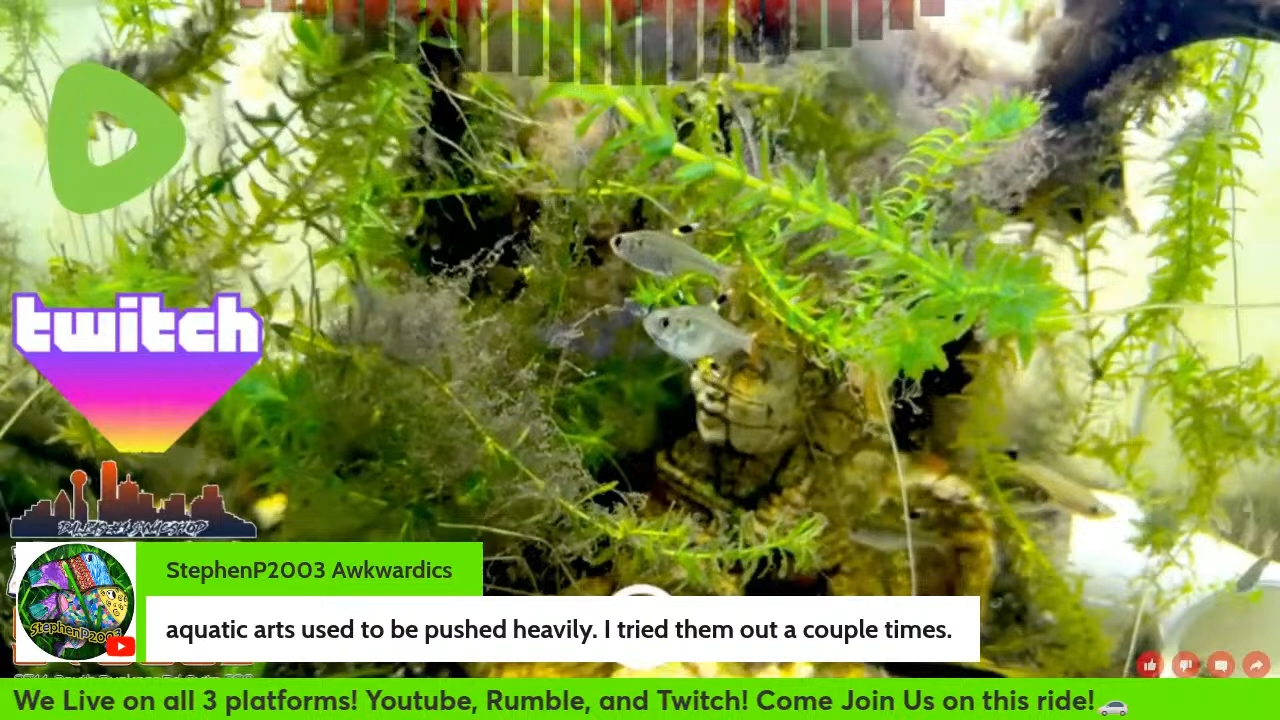 twitch
StephenP2003 Awkwardics
StephenP2003
aquatic arts used to be pushed heavily. I tried them out a couple times.
We Live on all 3 platforms! Youtube, Rumble, and Twitch! Come Join Us on this ride!